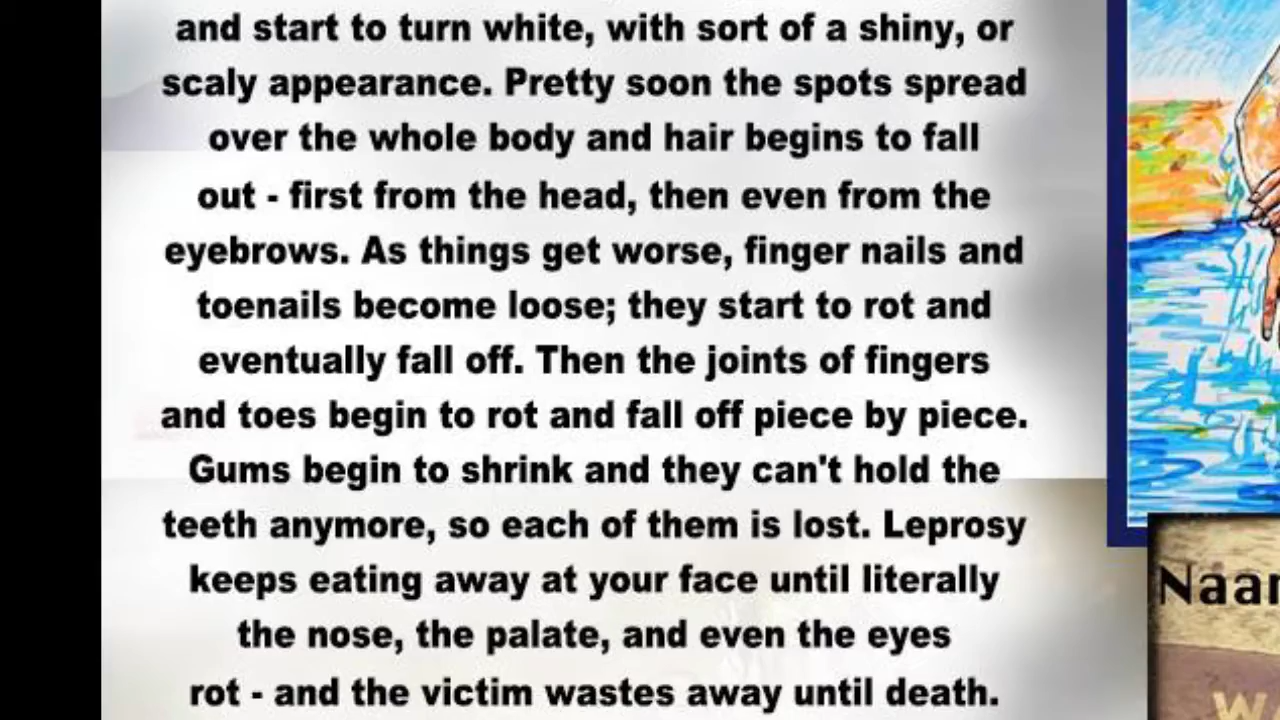 and start to turn white, with sort of a shiny, or
scaly appearance. Pretty soon the spots spread
over the whole body and hair begins to fall
out - first from the head, then even from the
eyebrows. As things get worse, finger nails and
toenails become loose; they start to rot and
eventually fall off. Then the joints of fingers
and toes begin to rot and fall off piece by piece.
Gums begin to shrink and they can't hold the
teeth anymore, so each of them is lost. Leprosy
keeps eating away at your face until literally
the nose, the palate, and even the eyes
rot - and the victim wastes away until death.